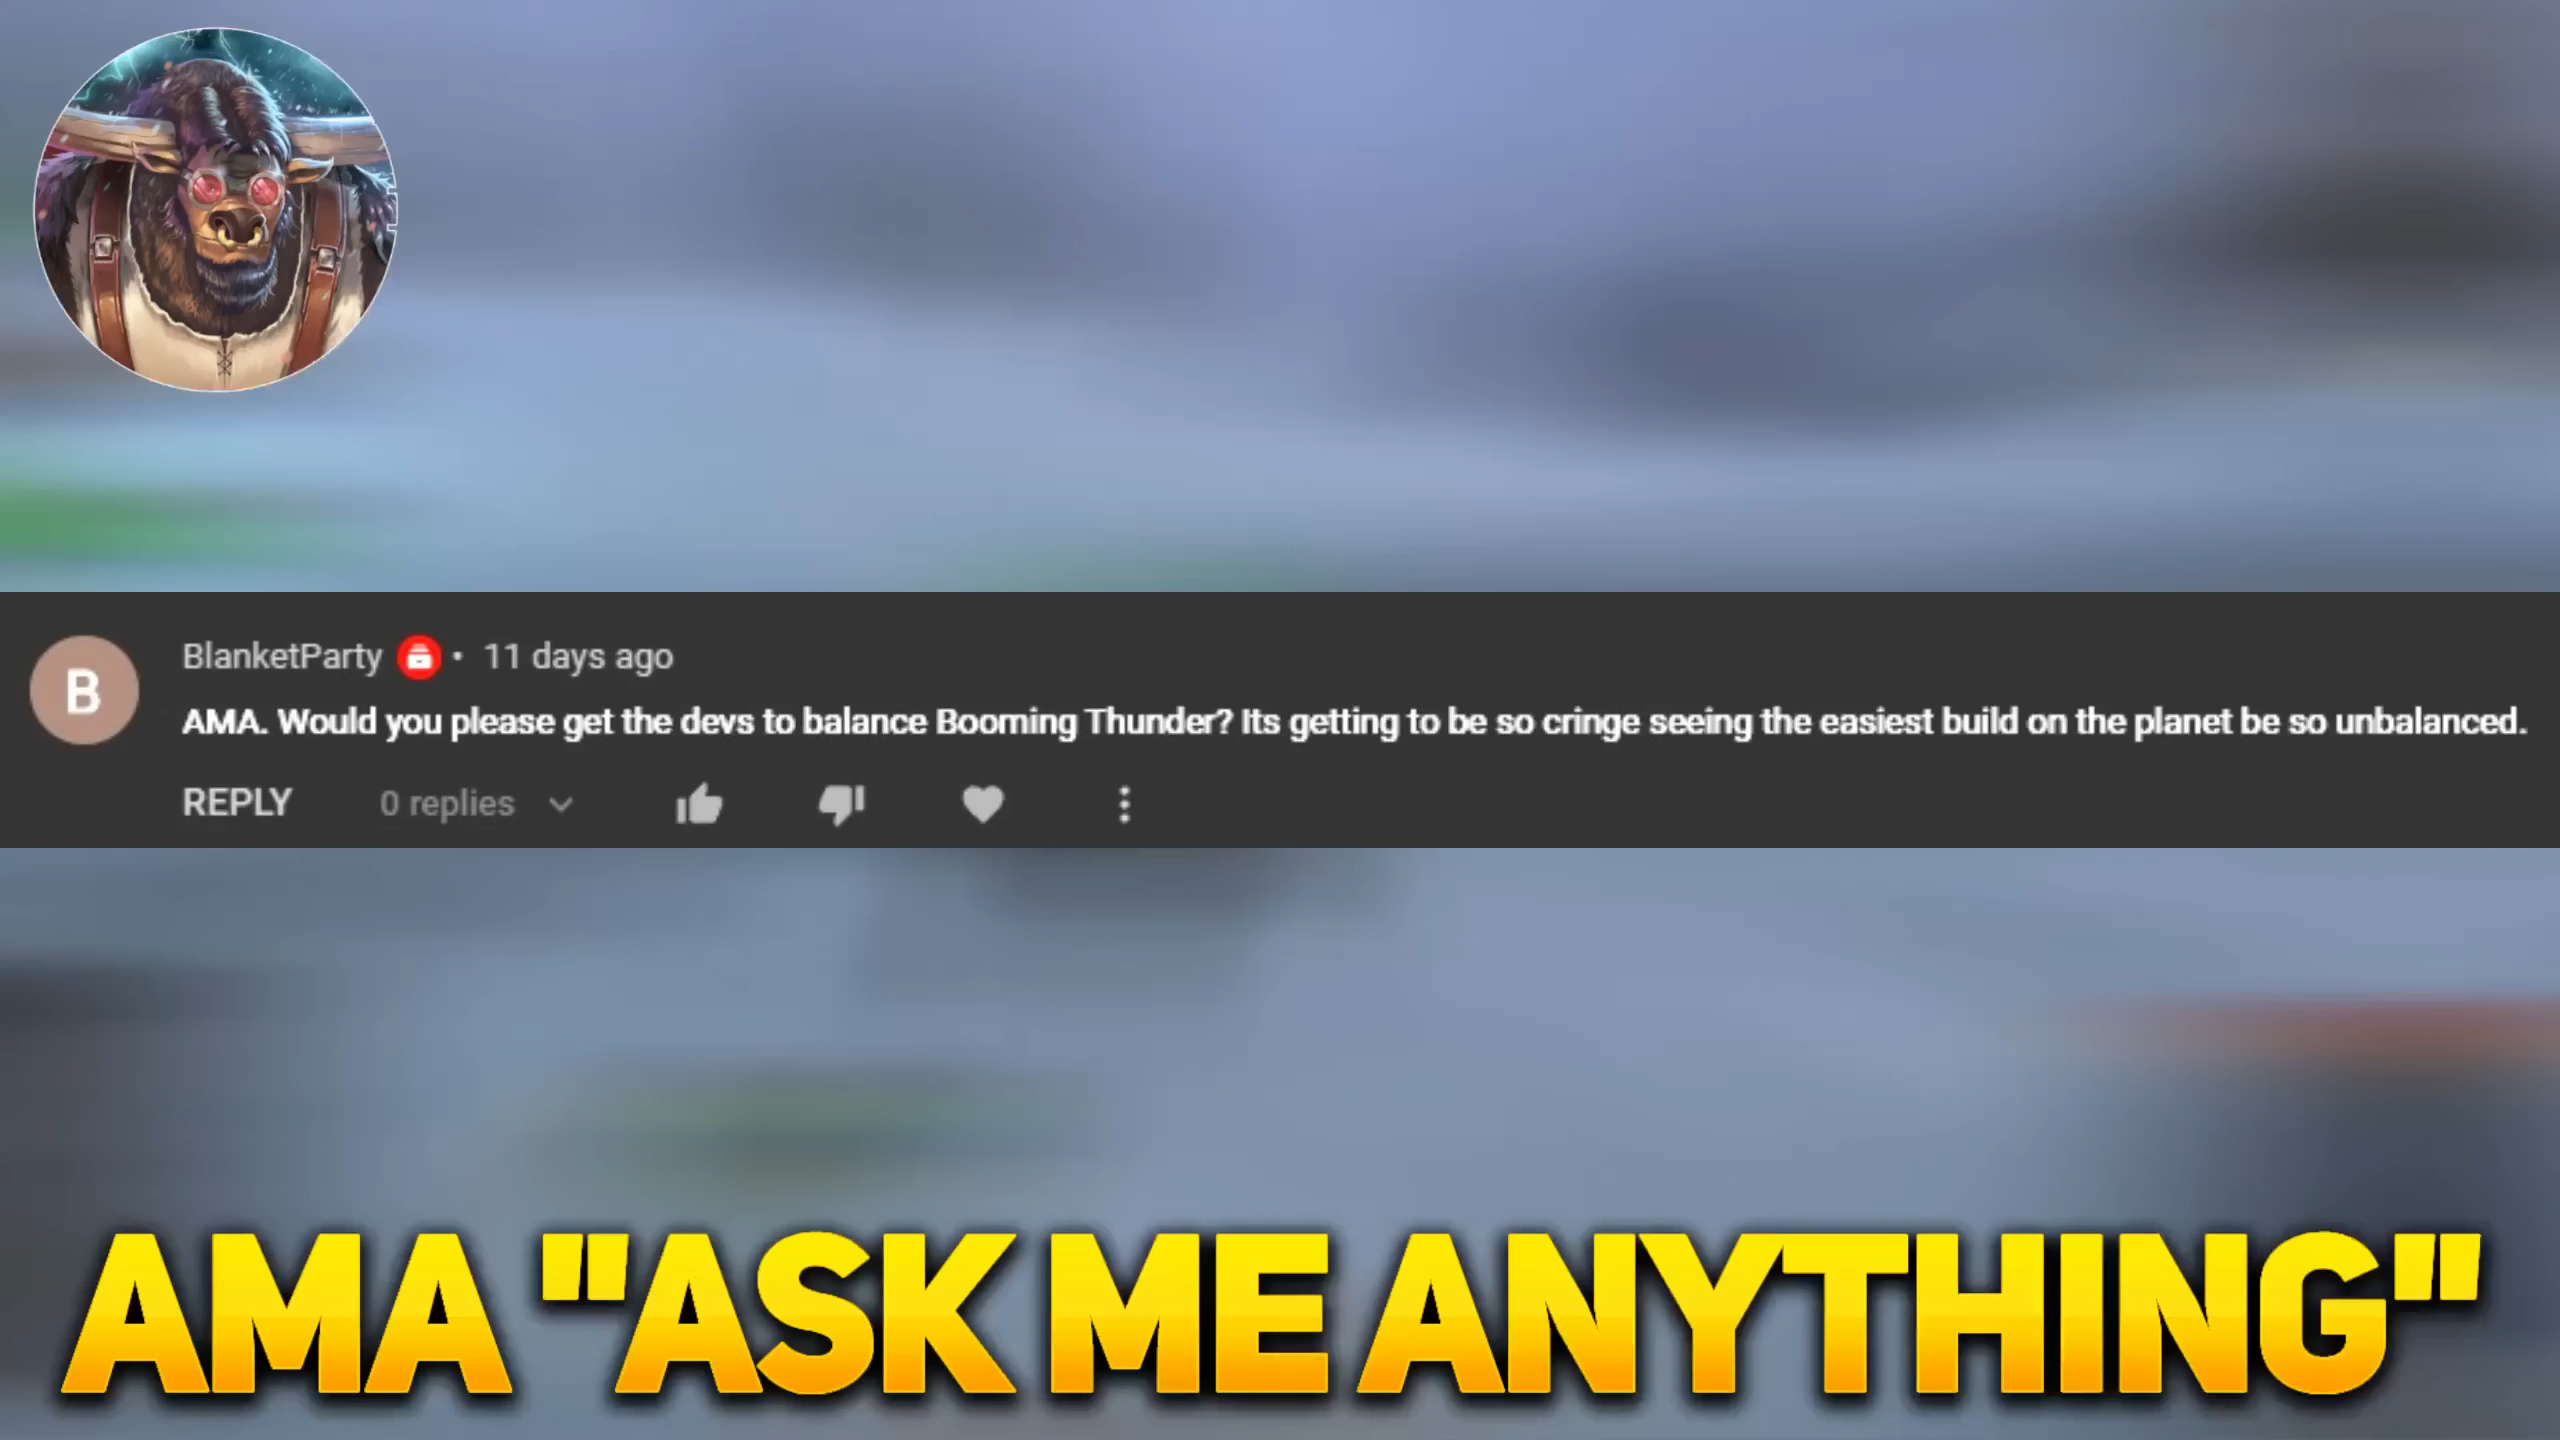 B
BlanketParty • 11 days ago
AMA. Would you please get the devs to balance Booming Thunder? Its getting to be so cringe seeing the easiest build on the planet be so unbalanced.
REPLY 0 replies
AMA "ASK ME ANYTHING"